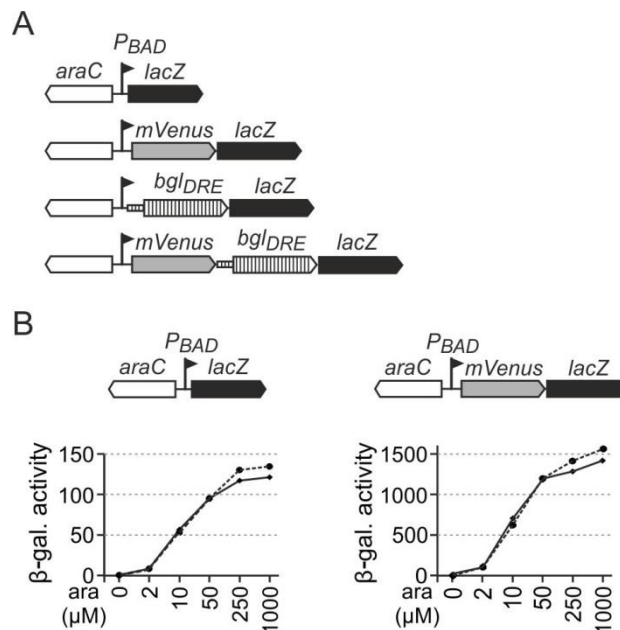 A
P_BAD
araC lacZ
mVenus lacZ
bgl_DRE lacZ
mVenus bgl_DRE lacZ
B
P_BAD
araC lacZ
β-gal. activity
150
100
50
0
ara (μM)
0 2 10 50 250 1000
P_BAD
araC mVenus lacZ
β-gal. activity
1500
1000
500
0
ara (μM)
0 2 10 50 250 1000